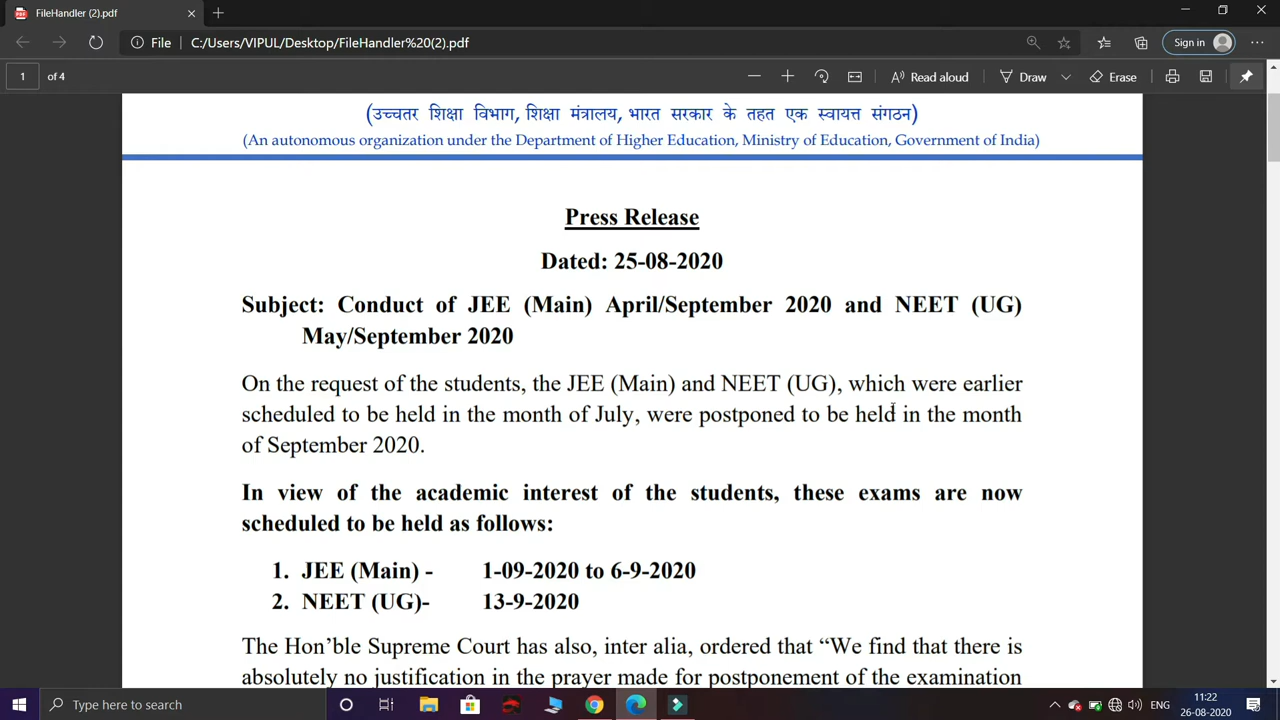 FileHandler (2).pdf
File C:/Users/VIPUL/Desktop/FileHandler%20(2).pdf
Sign in
1 of 4
Read aloud
Draw
Erase
(उच्चतर शिक्षा विभाग, शिक्षा मंत्रालय, भारत सरकार के तहत एक स्वायत्त संगठन)
(An autonomous organization under the Department of Higher Education, Ministry of Education, Government of India)
Press Release
Dated: 25-08-2020
Subject: Conduct of JEE (Main) April/September 2020 and NEET (UG)
May/September 2020
On the request of the students, the JEE (Main) and NEET (UG), which were earlier
scheduled to be held in the month of July, were postponed to be held in the month
of September 2020.
In view of the academic interest of the students, these exams are now
scheduled to be held as follows:
1. JEE (Main) - 1-09-2020 to 6-9-2020
2. NEET (UG)- 13-9-2020
The Hon’ble Supreme Court has also, inter alia, ordered that “We find that there is
absolutely no justification in the prayer made for postponement of the examination
Type here to search
ENG
11:22
26-08-2020